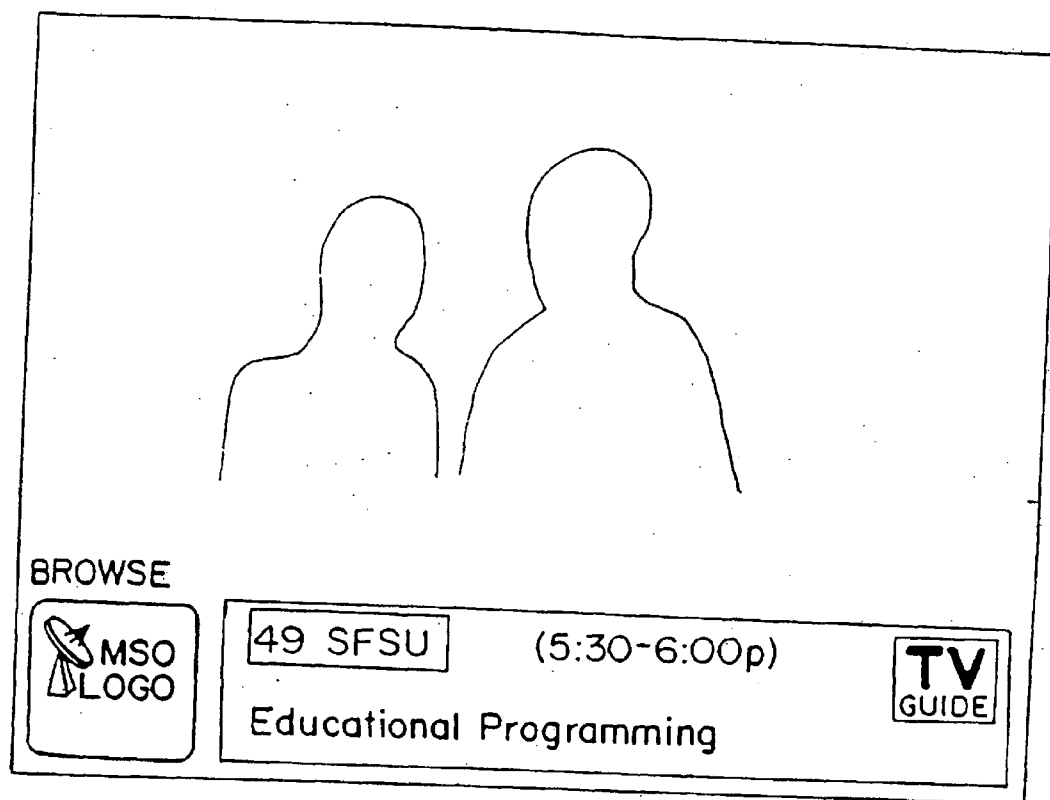 BROWSE
MSO
LOGO
49 SFSU (5:30-6:00p)
Educational Programming
TV
GUIDE